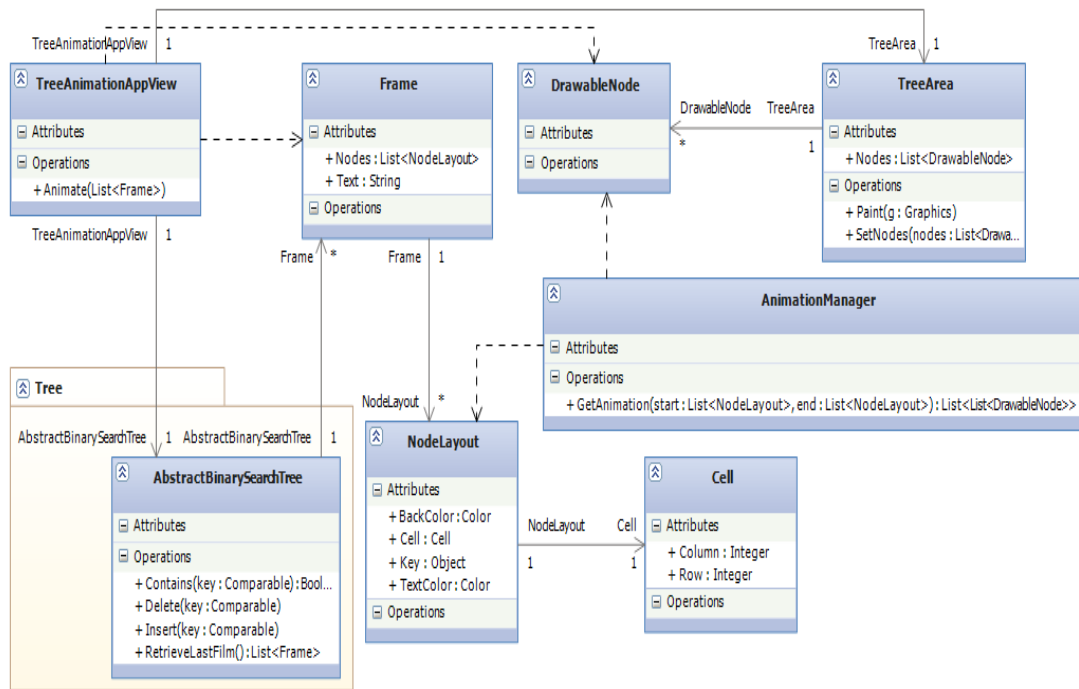 TreeAnimationAppView 1
TreeArea 1
TreeAnimationAppView
Attributes
Operations
+ Animate(List<Frame>)
Frame
Attributes
+ Nodes : List<NodeLayout>
+ Text : String
Operations
DrawableNode
Attributes
Operations
DrawableNode TreeArea
* 1
TreeArea
Attributes
+ Nodes : List<DrawableNode>
Operations
+ Paint(g : Graphics)
+ SetNodes(nodes : List<Drawa...
TreeAnimationAppView 1
Frame *
Frame 1
AnimationManager
Attributes
Operations
+ GetAnimation(start : List<NodeLayout>, end : List<NodeLayout>) : List<List<DrawableNode>>
Tree
NodeLayout *
AbstractBinarySearchTree 1
AbstractBinarySearchTree 1
AbstractBinarySearchTree
Attributes
Operations
+ Contains(key : Comparable) : Bool...
+ Delete(key : Comparable)
+ Insert(key : Comparable)
+ RetrieveLastFilm() : List<Frame>
NodeLayout
Attributes
+ BackColor : Color
+ Cell : Cell
+ Key : Object
+ TextColor : Color
Operations
NodeLayout Cell
1 1
Cell
Attributes
+ Column : Integer
+ Row : Integer
Operations